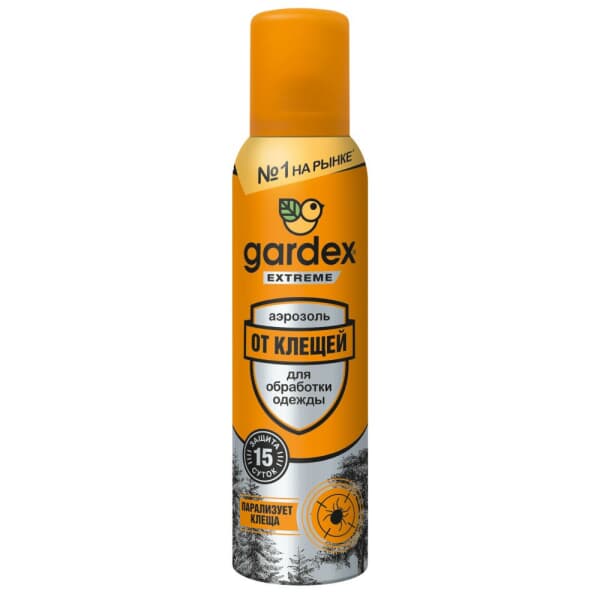 №1 НА РЫНКЕ*
gardex®
EXTREME
аэрозоль
ОТ КЛЕЩЕЙ
для
обработки
одежды
ЗАЩИТА
15
СУТОК
ПАРАЛИЗУЕТ
КЛЕЩА